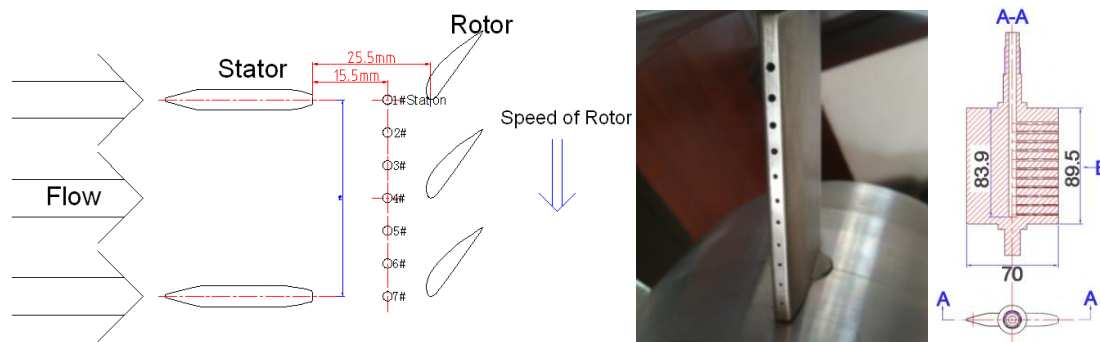 Rotor
25.5mm
Stator
15.5mm
1#Station
2#
Speed of Rotor
3#
Flow
4#
5#
6#
7#
A-A
83.9
89.5
70
A
A